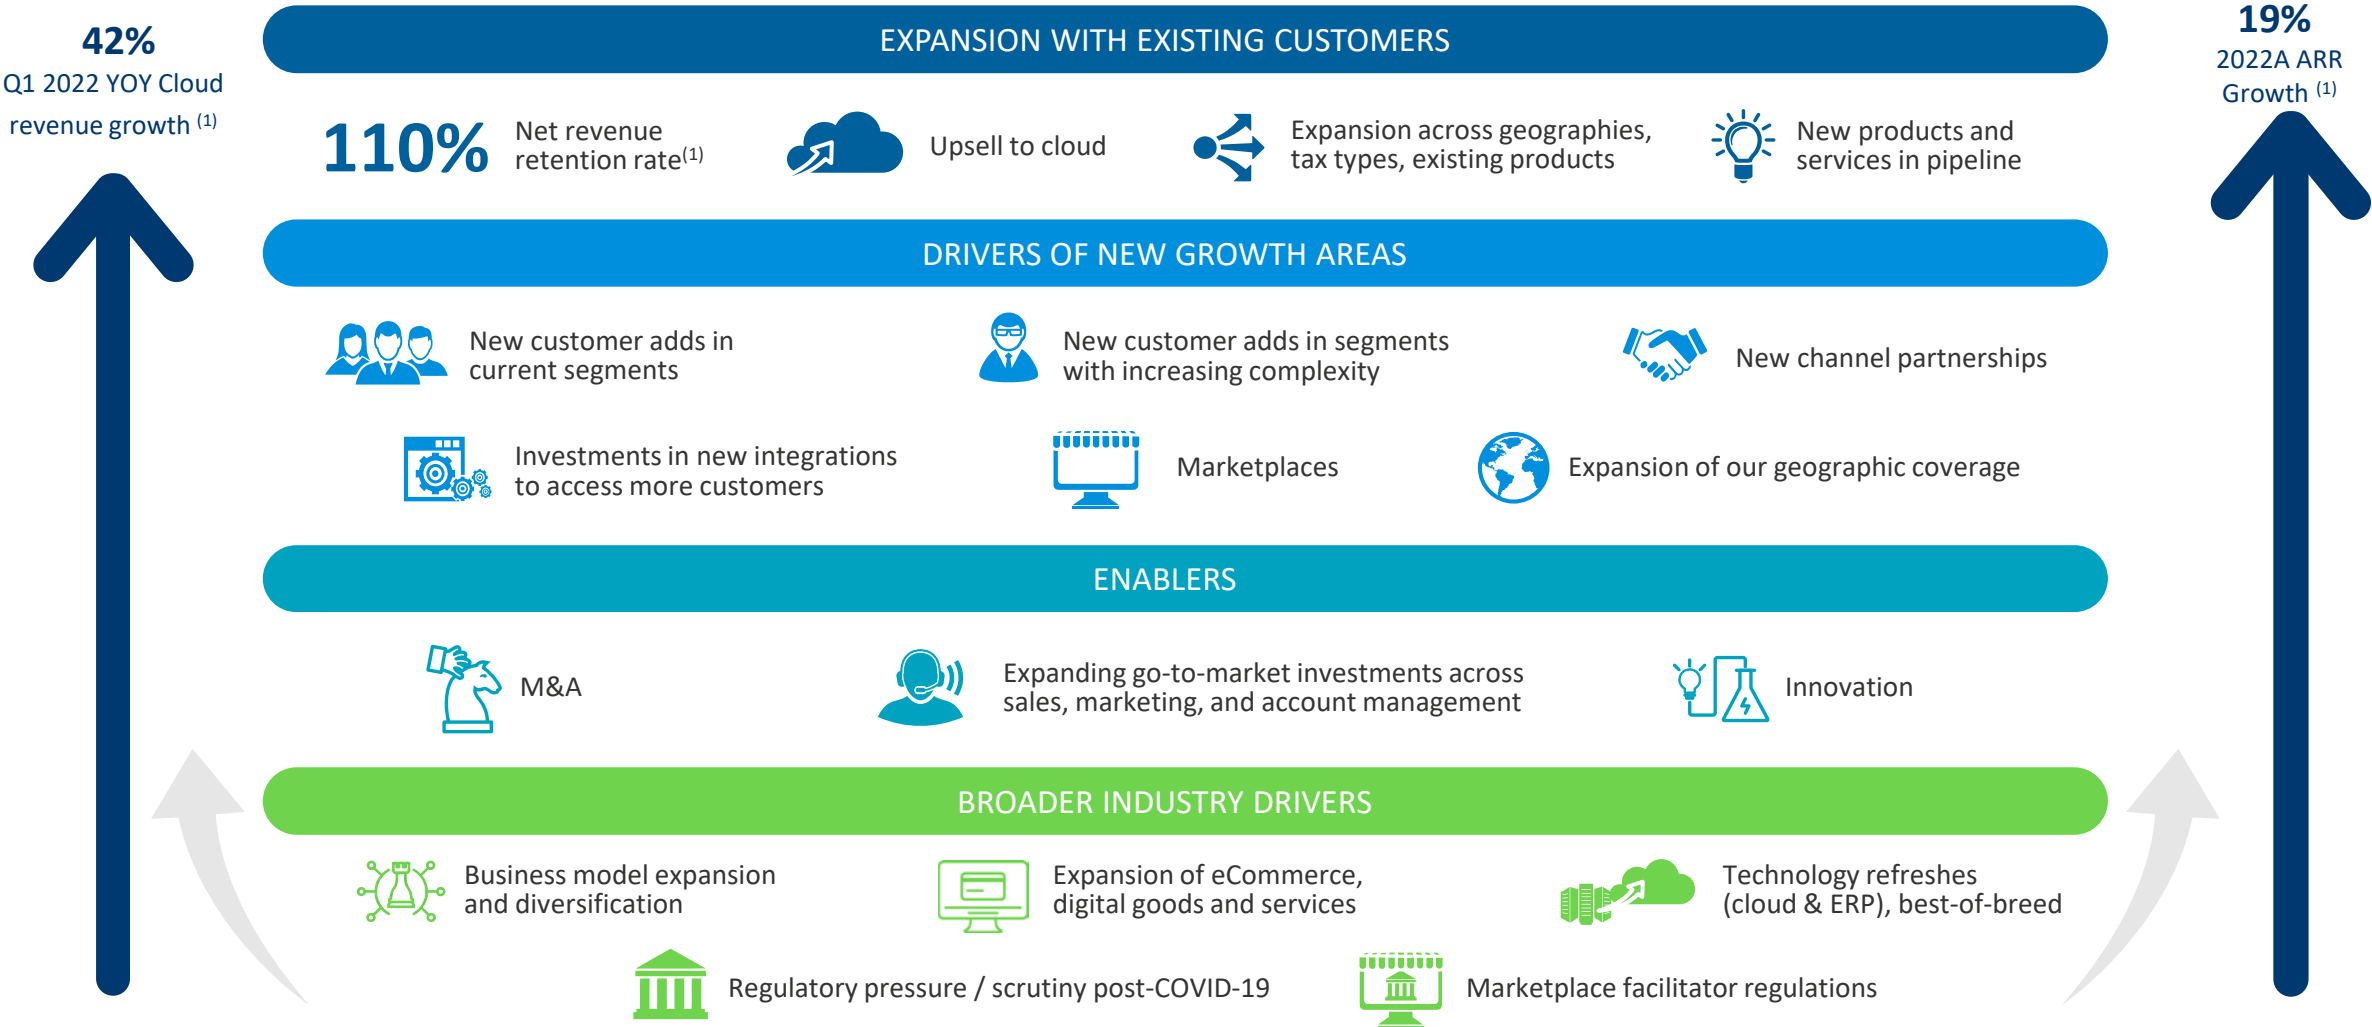 42%
Q1 2022 YOY Cloud
revenue growth (1)
19%
2022A ARR
Growth (1)
EXPANSION WITH EXISTING CUSTOMERS
110%
Net revenue
retention rate(1)
Upsell to cloud
Expansion across geographies,
tax types, existing products
New products and
services in pipeline
DRIVERS OF NEW GROWTH AREAS
New customer adds in
current segments
New customer adds in segments
with increasing complexity
New channel partnerships
Investments in new integrations
to access more customers
Marketplaces
Expansion of our geographic coverage
ENABLERS
M&A
Expanding go-to-market investments across
sales, marketing, and account management
Innovation
BROADER INDUSTRY DRIVERS
Business model expansion
and diversification
Expansion of eCommerce,
digital goods and services
Technology refreshes
(cloud & ERP), best-of-breed
Regulatory pressure / scrutiny post-COVID-19
Marketplace facilitator regulations